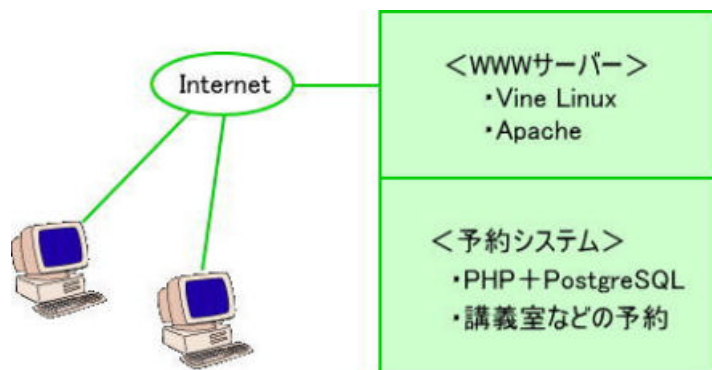 Internet
＜WWWサーバー＞
・Vine Linux
・Apache
＜予約システム＞
・PHP＋PostgreSQL
・講義室などの予約